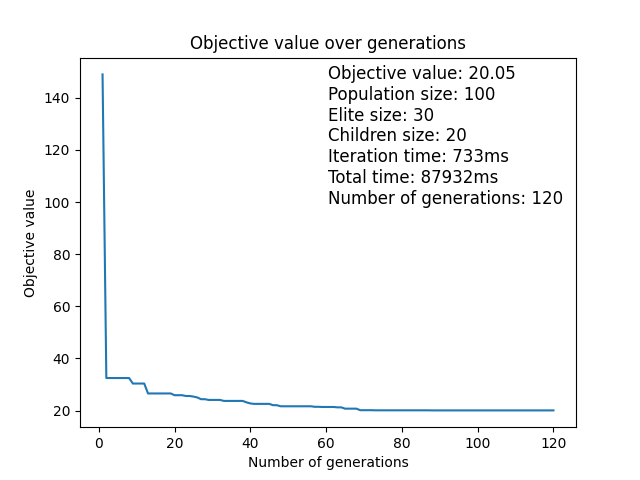 Objective value over generations
Objective value: 20.05
Population size: 100
Elite size: 30
Children size: 20
Iteration time: 733ms
Total time: 87932ms
Number of generations: 120
Objective value
140
120
100
80
60
40
20
0 20 40 60 80 100 120
Number of generations